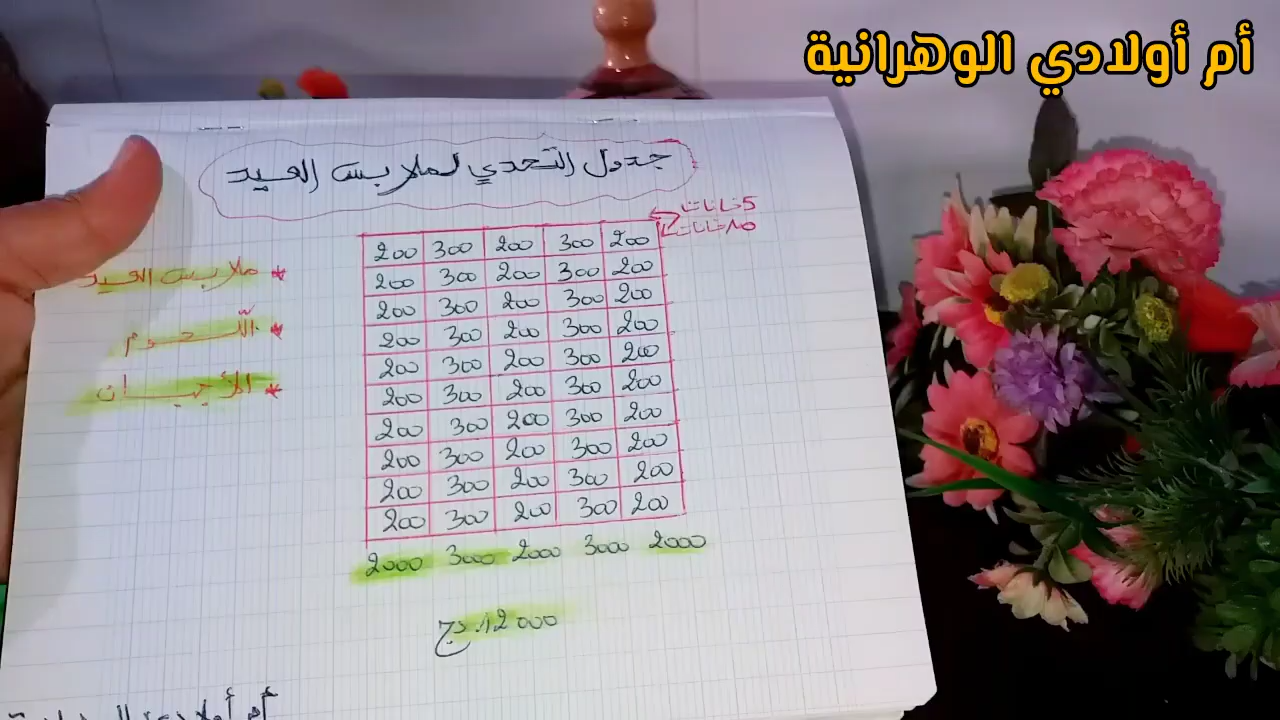 أم أولادي الوهرانية
جدول التحدي لملابس العيد
5 خانات
10 خانات
* ملابس العيد
* اللحوم
* الأجبان
200 300 200 300 200
200 300 200 300 200
200 300 200 300 200
200 300 200 300 200
200 300 200 300 200
200 300 200 300 200
200 300 200 300 200
200 300 200 300 200
200 300 200 300 200
200 300 200 300 200
2000 3000 2000 3000 2000
12000 دج
أم أولادي